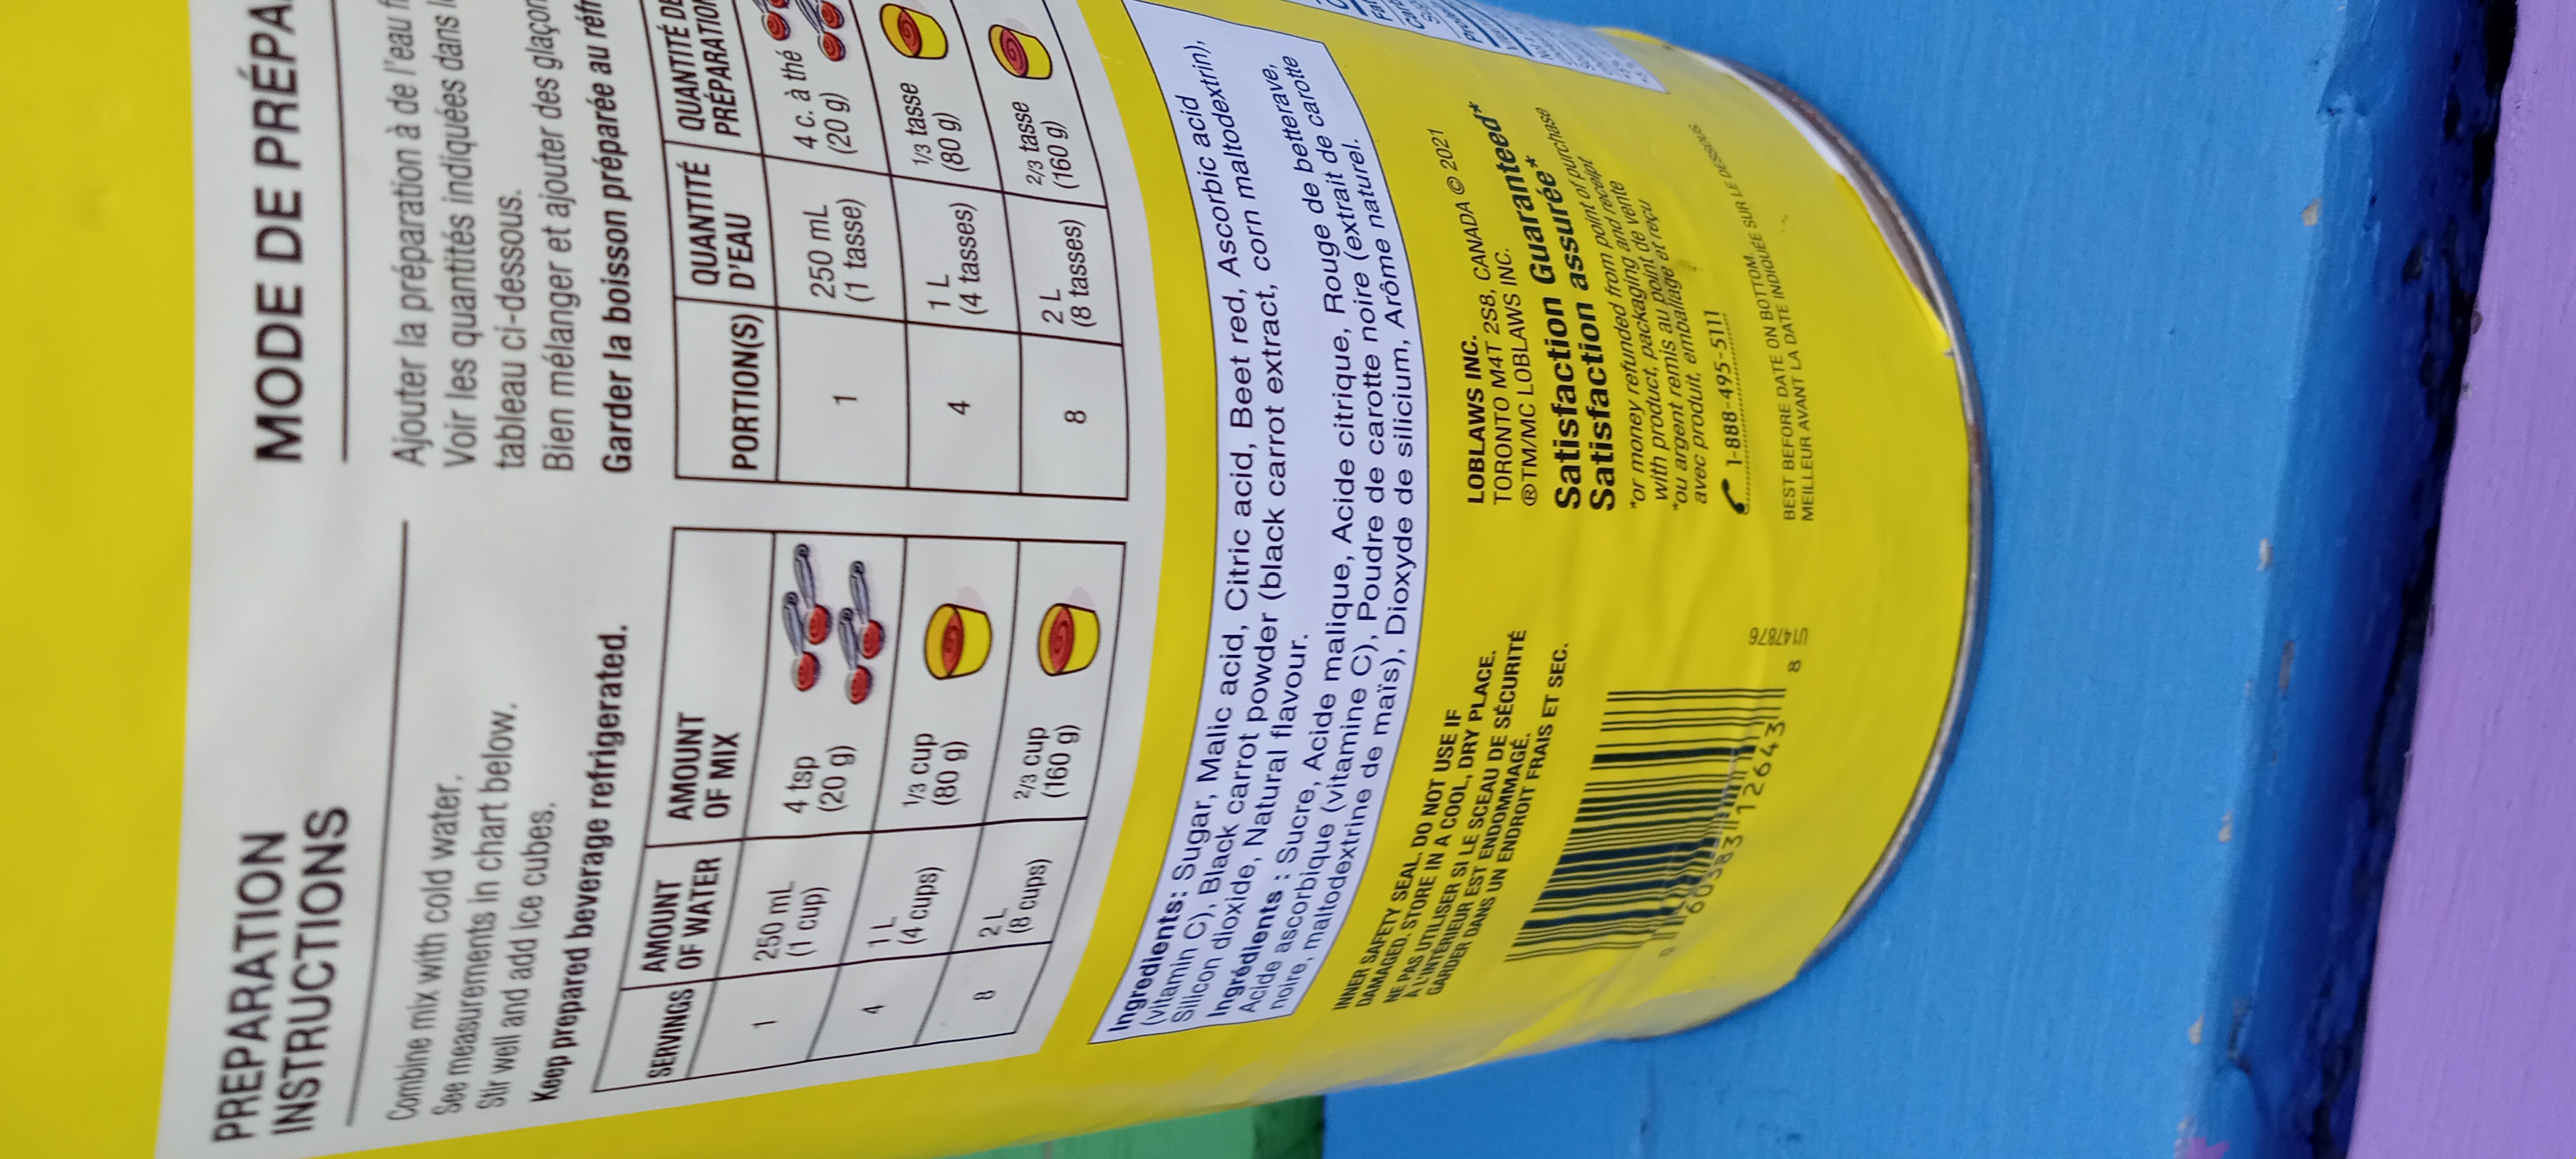 PREPARATION
INSTRUCTIONS
Combine mix with cold water.
See measurements in chart below.
Stir well and add ice cubes.
Keep prepared beverage refrigerated.
SERVINGS
AMOUNT
OF WATER
AMOUNT
OF MIX
1
250 mL
(1 cup)
4 tsp
(20 g)
4
1 L
(4 cups)
1/3 cup
(80 g)
8
2 L
(8 cups)
2/3 cup
(160 g)
MODE DE PRÉPA
Ajouter la préparation à de l'eau
Voir les quantités indiquées dans
tableau ci-dessous.
Bien mélanger et ajouter des glaçon
Garder la boisson préparée au réfr
PORTION(S)
QUANTITÉ
D'EAU
QUANTITÉ DE
PRÉPARATION
1
250 mL
(1 tasse)
4 c. à thé
(20 g)
4
1 L
(4 tasses)
1/3 tasse
(80 g)
8
2 L
(8 tasses)
2/3 tasse
(160 g)
Ingredients: Sugar, Malic acid, Citric acid, Beet red, Ascorbic acid
(vitamin C), Black carrot powder (black carrot extract, corn maltodextrin),
Silicon dioxide, Natural flavour.
Ingrédients : Sucre, Acide malique, Acide citrique, Rouge de betterave,
Acide ascorbique (vitamine C), Poudre de carotte noire (extrait de carotte
noire, maltodextrine de maïs), Dioxyde de silicium, Arôme naturel.
INNER SAFETY SEAL. DO NOT USE IF
DAMAGED. STORE IN A COOL, DRY PLACE.
NE PAS UTILISER SI LE SCEAU DE SÉCURITÉ
À L'INTÉRIEUR EST ENDOMMAGÉ.
GARDER DANS UN ENDROIT FRAIS ET SEC.
0 60383 12643 8
U147876
LOBLAWS INC.
TORONTO M4T 2S8, CANADA © 2021
®TM/MC LOBLAWS INC.
Satisfaction Guaranteed*
Satisfaction assurée*
*or money refunded from point of purchase
with product, packaging and receipt
*ou argent remis au point de vente
avec produit, emballage et reçu
1-888-495-5111
BEST BEFORE DATE ON BOTTOM.
MEILLEUR AVANT LA DATE INDIQUÉE SUR LE DESSOUS